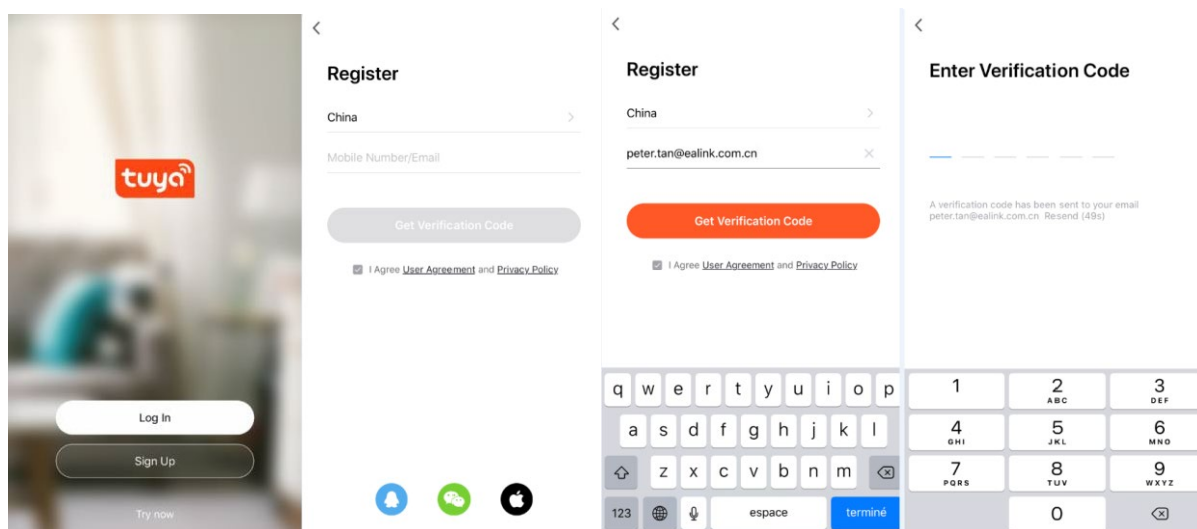 tuya
Log In
Sign Up
Try now
Register
China
Mobile Number/Email
Get Verification Code
I Agree User Agreement and Privacy Policy
Register
China
peter.tan@ealink.com.cn
Get Verification Code
I Agree User Agreement and Privacy Policy
q w e r t y u i o p
a s d f g h j k l
z x c v b n m
123 espace terminé
Enter Verification Code
A verification code has been sent to your email
peter.tan@ealink.com.cn Resend (49s)
1 2 3
ABC DEF
4 5 6
GHI JKL MNO
7 8 9
PQRS TUV WXYZ
0